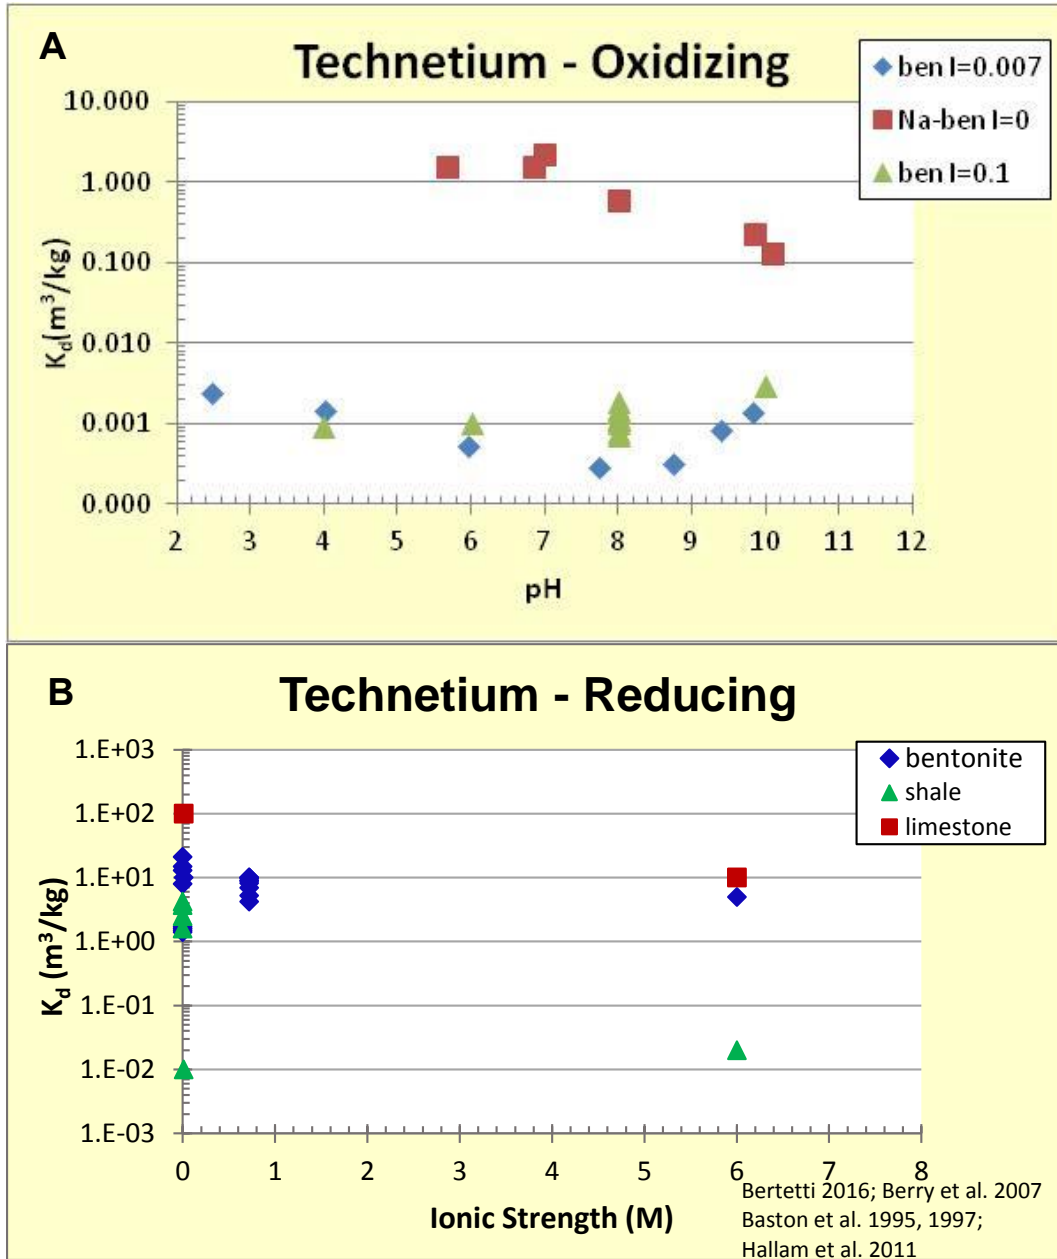 A
Technetium - Oxidizing
ben I=0.007
Na-ben I=0
ben I=0.1
10.000
1.000
0.100
0.010
0.001
0.000
K_d(m³/kg)
2 3 4 5 6 7 8 9 10 11 12
pH
B
Technetium - Reducing
bentonite
shale
limestone
1.E+03
1.E+02
1.E+01
1.E+00
1.E-01
1.E-02
1.E-03
K_d (m³/kg)
0 1 2 3 4 5 6 7 8
Ionic Strength (M)
Bertetti 2016; Berry et al. 2007
Baston et al. 1995, 1997;
Hallam et al. 2011